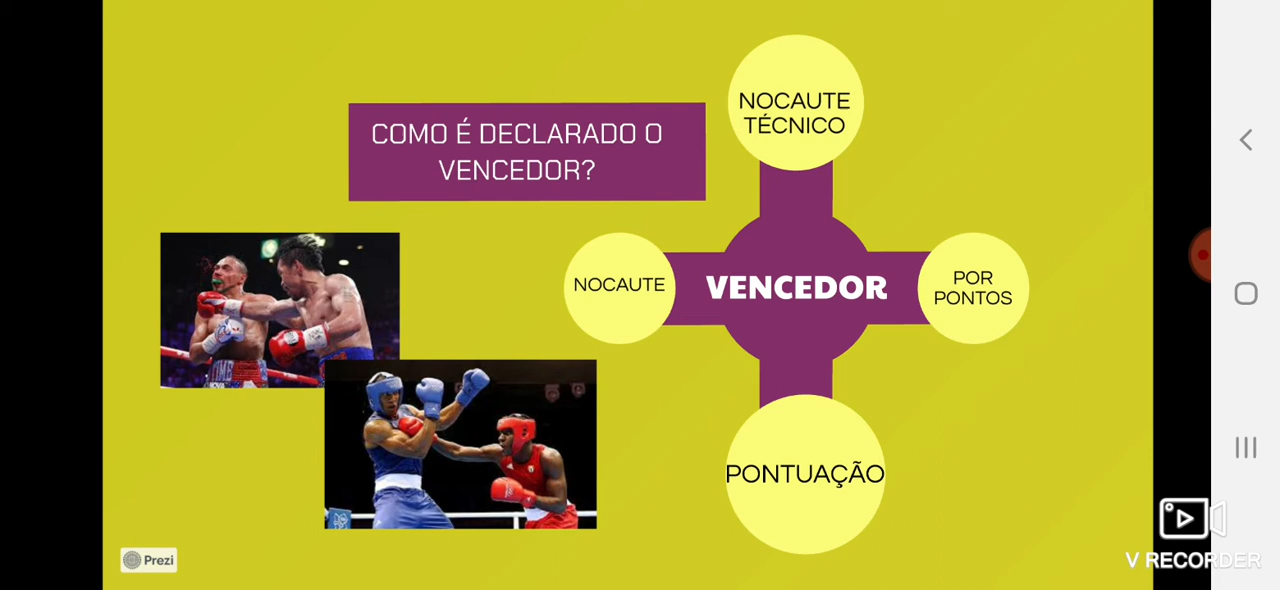 COMO É DECLARADO O
VENCEDOR?
NOCAUTE
TÉCNICO
NOCAUTE
VENCEDOR
POR
PONTOS
PONTUAÇÃO
Prezi
V RECORDER